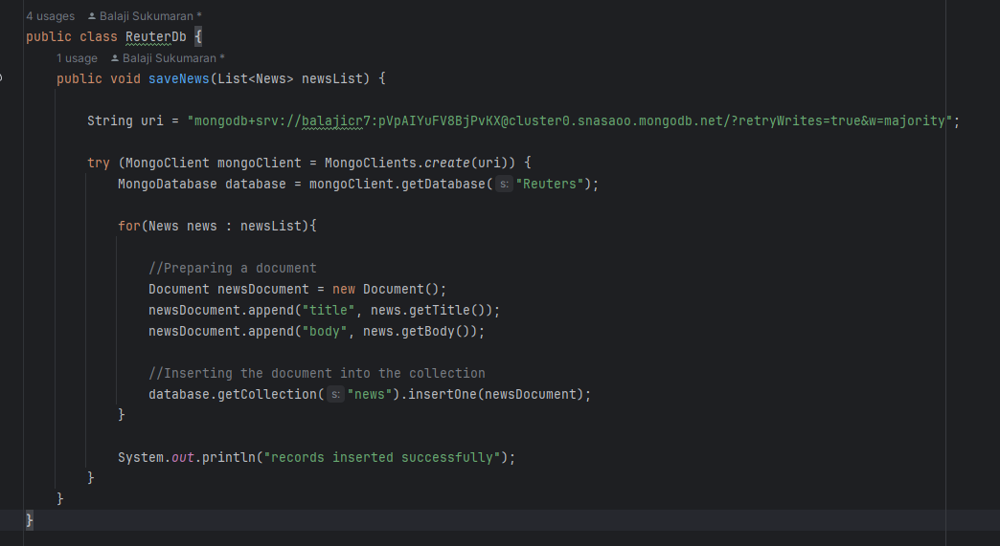 4 usages Balaji Sukumaran *
public class ReuterDb {
1 usage Balaji Sukumaran *
public void saveNews(List<News> newsList) {
String uri = "mongodb+srv://balajicr7:pVpAIYuFV8BjPvKX@cluster0.snasaoo.mongodb.net/?retryWrites=true&w=majority";
try (MongoClient mongoClient = MongoClients.create(uri)) {
MongoDatabase database = mongoClient.getDatabase( s: "Reuters");
for(News news : newsList){
//Preparing a document
Document newsDocument = new Document();
newsDocument.append("title", news.getTitle());
newsDocument.append("body", news.getBody());
//Inserting the document into the collection
database.getCollection( s: "news").insertOne(newsDocument);
}
System.out.println("records inserted successfully");
}
}
}